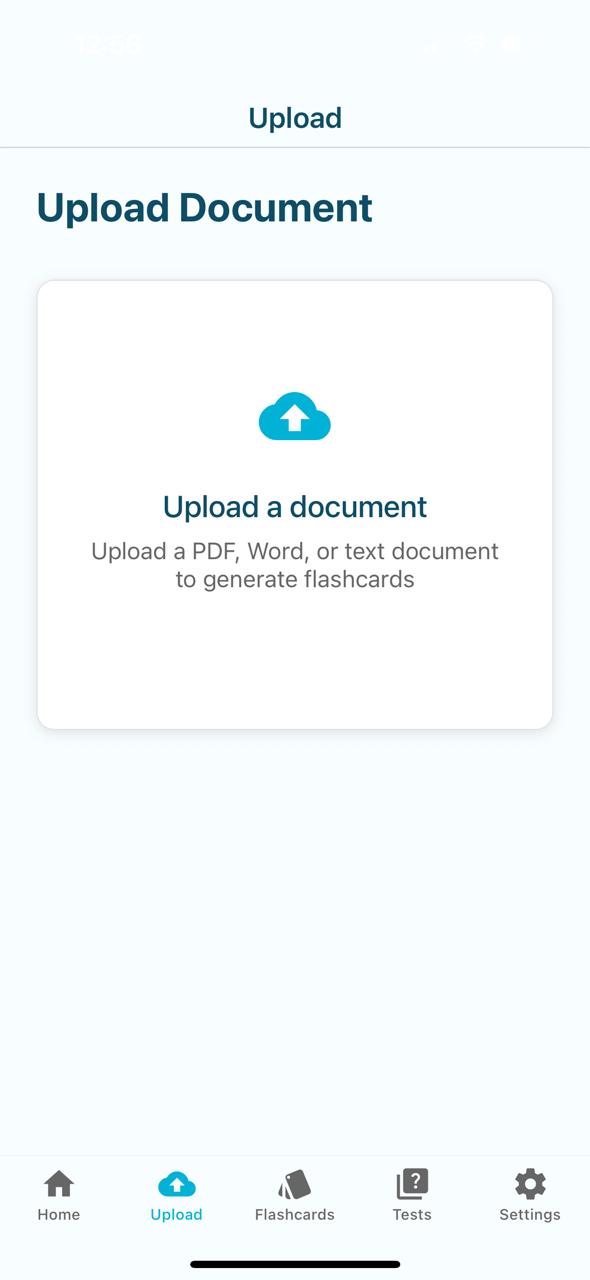 12:56
Upload
Upload Document
Upload a document
Upload a PDF, Word, or text document
to generate flashcards
Home
Upload
Flashcards
Tests
Settings